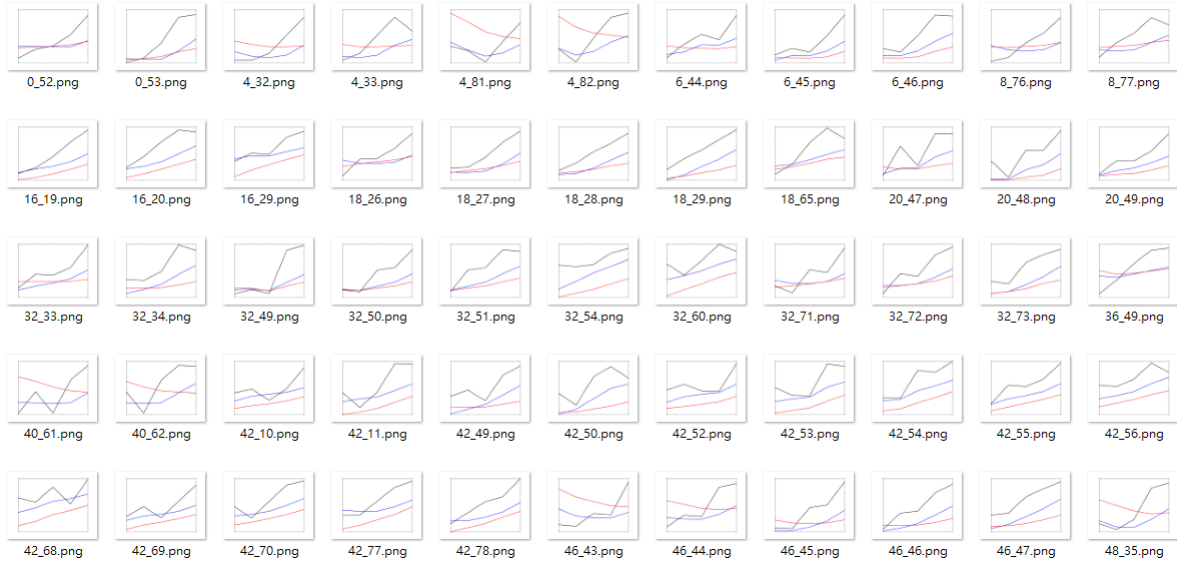 0_52.png 0_53.png 4_32.png 4_33.png 4_81.png 4_82.png 6_44.png 6_45.png 6_46.png 8_76.png 8_77.png
16_19.png 16_20.png 16_29.png 18_26.png 18_27.png 18_28.png 18_29.png 18_65.png 20_47.png 20_48.png 20_49.png
32_33.png 32_34.png 32_49.png 32_50.png 32_51.png 32_54.png 32_60.png 32_71.png 32_72.png 32_73.png 36_49.png
40_61.png 40_62.png 42_10.png 42_11.png 42_49.png 42_50.png 42_52.png 42_53.png 42_54.png 42_55.png 42_56.png
42_68.png 42_69.png 42_70.png 42_77.png 42_78.png 46_43.png 46_44.png 46_45.png 46_46.png 46_47.png 48_35.png